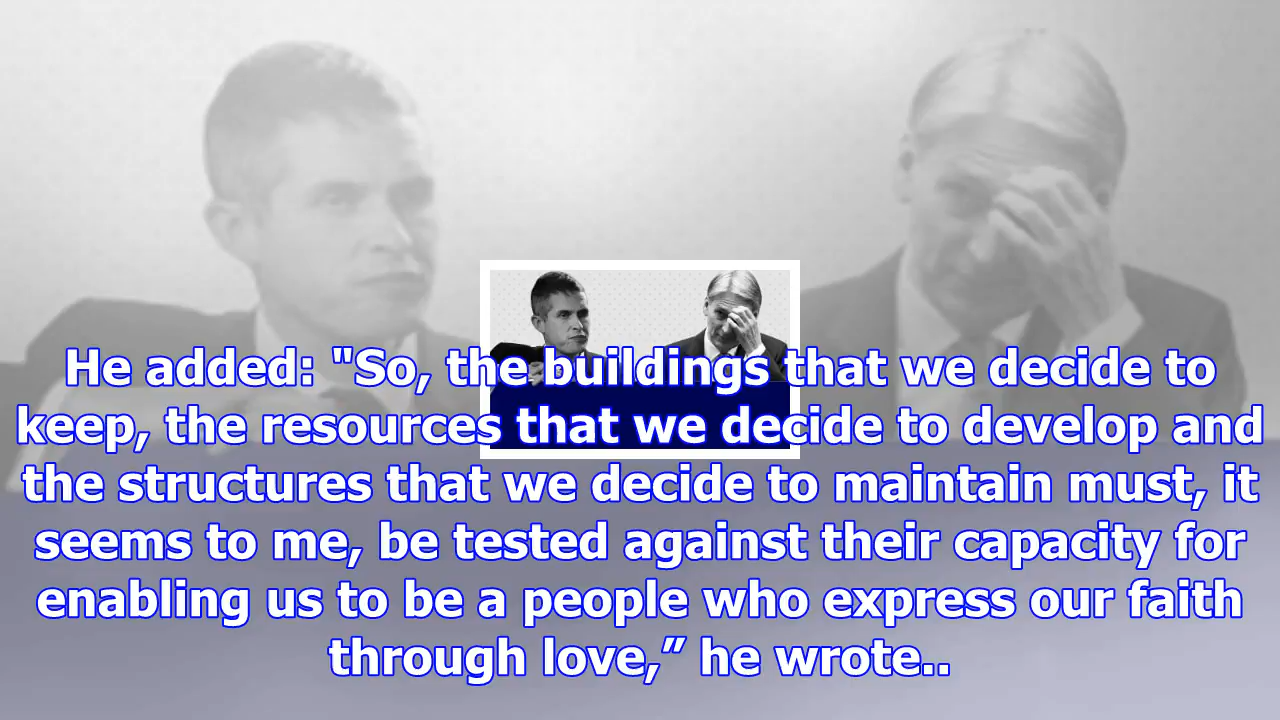 He added: "So, the buildings that we decide to
keep, the resources that we decide to develop and
the structures that we decide to maintain must, it
seems to me, be tested against their capacity for
enabling us to be a people who express our faith
through love,” he wrote..